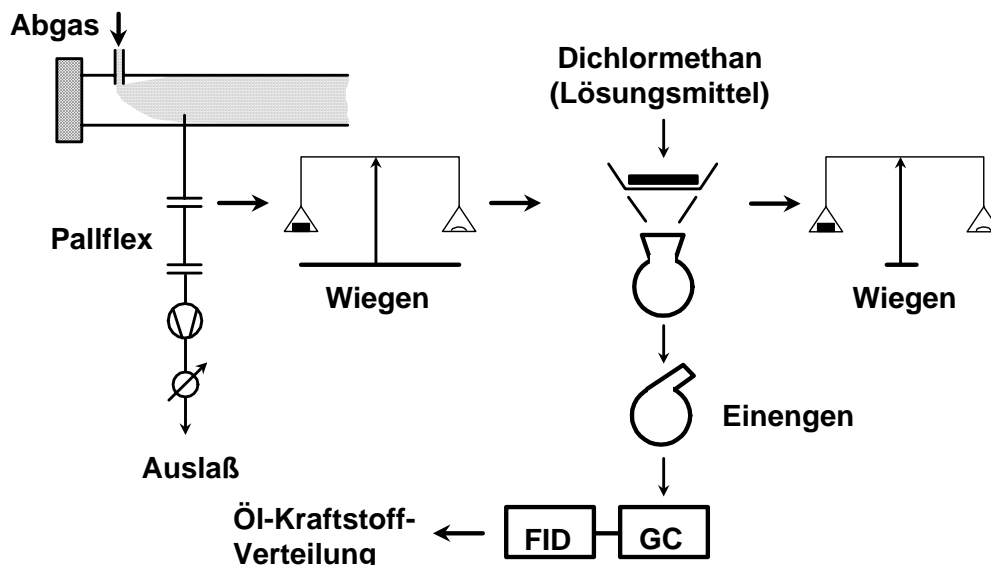 Abgas
Dichlormethan
(Lösungsmittel)
Pallflex
Wiegen
Wiegen
Einengen
Auslaß
Öl-Kraftstoff-
Verteilung
FID
GC